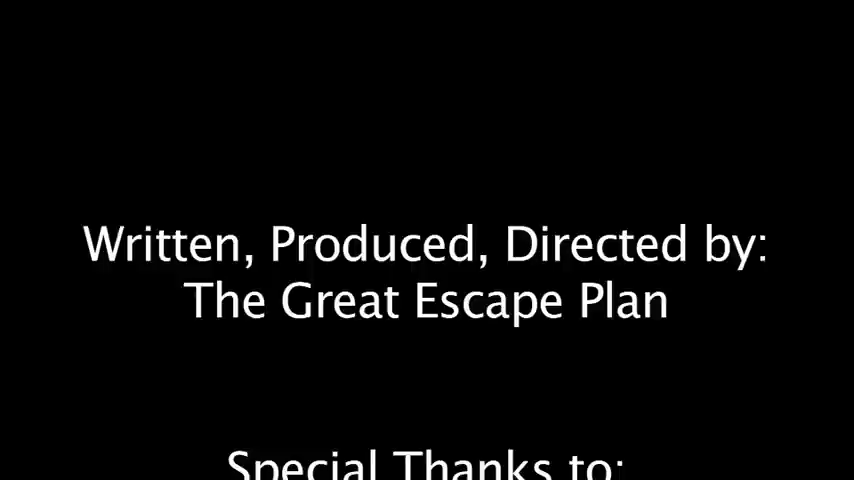 Written, Produced, Directed by:
The Great Escape Plan
Special Thanks to: